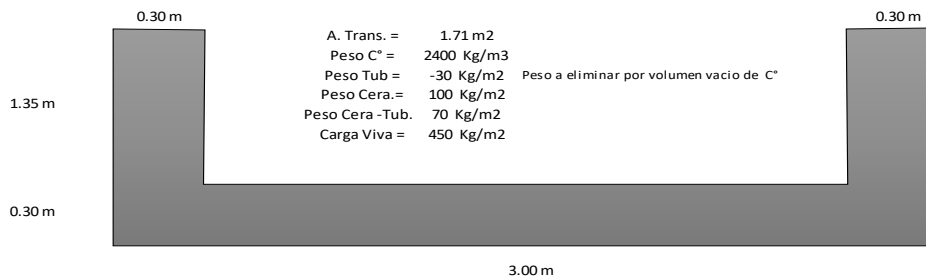 0.30 m 0.30 m
A. Trans. = 1.71 m2
Peso C° = 2400 Kg/m3
Peso Tub = -30 Kg/m2 Peso a eliminar por volumen vacio de C°
1.35 m
Peso Cera.= 100 Kg/m2
Peso Cera -Tub. 70 Kg/m2
Carga Viva = 450 Kg/m2
0.30 m
3.00 m